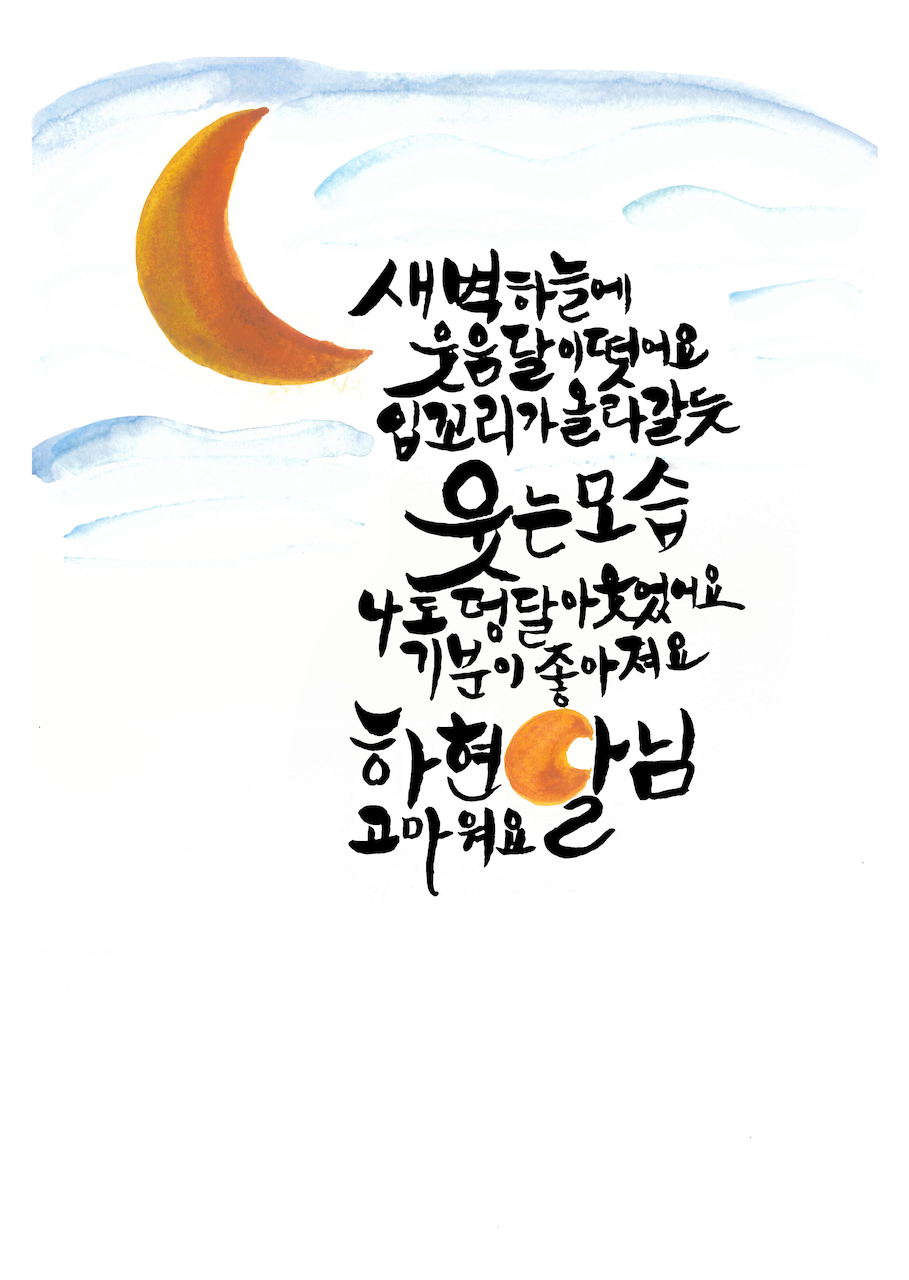 새벽하늘에
웃음달이떳어요
입꼬리가올라갈듯
웃는모습
나도덩달아웃었어요
기분이좋아져요
하현달님
고마워요